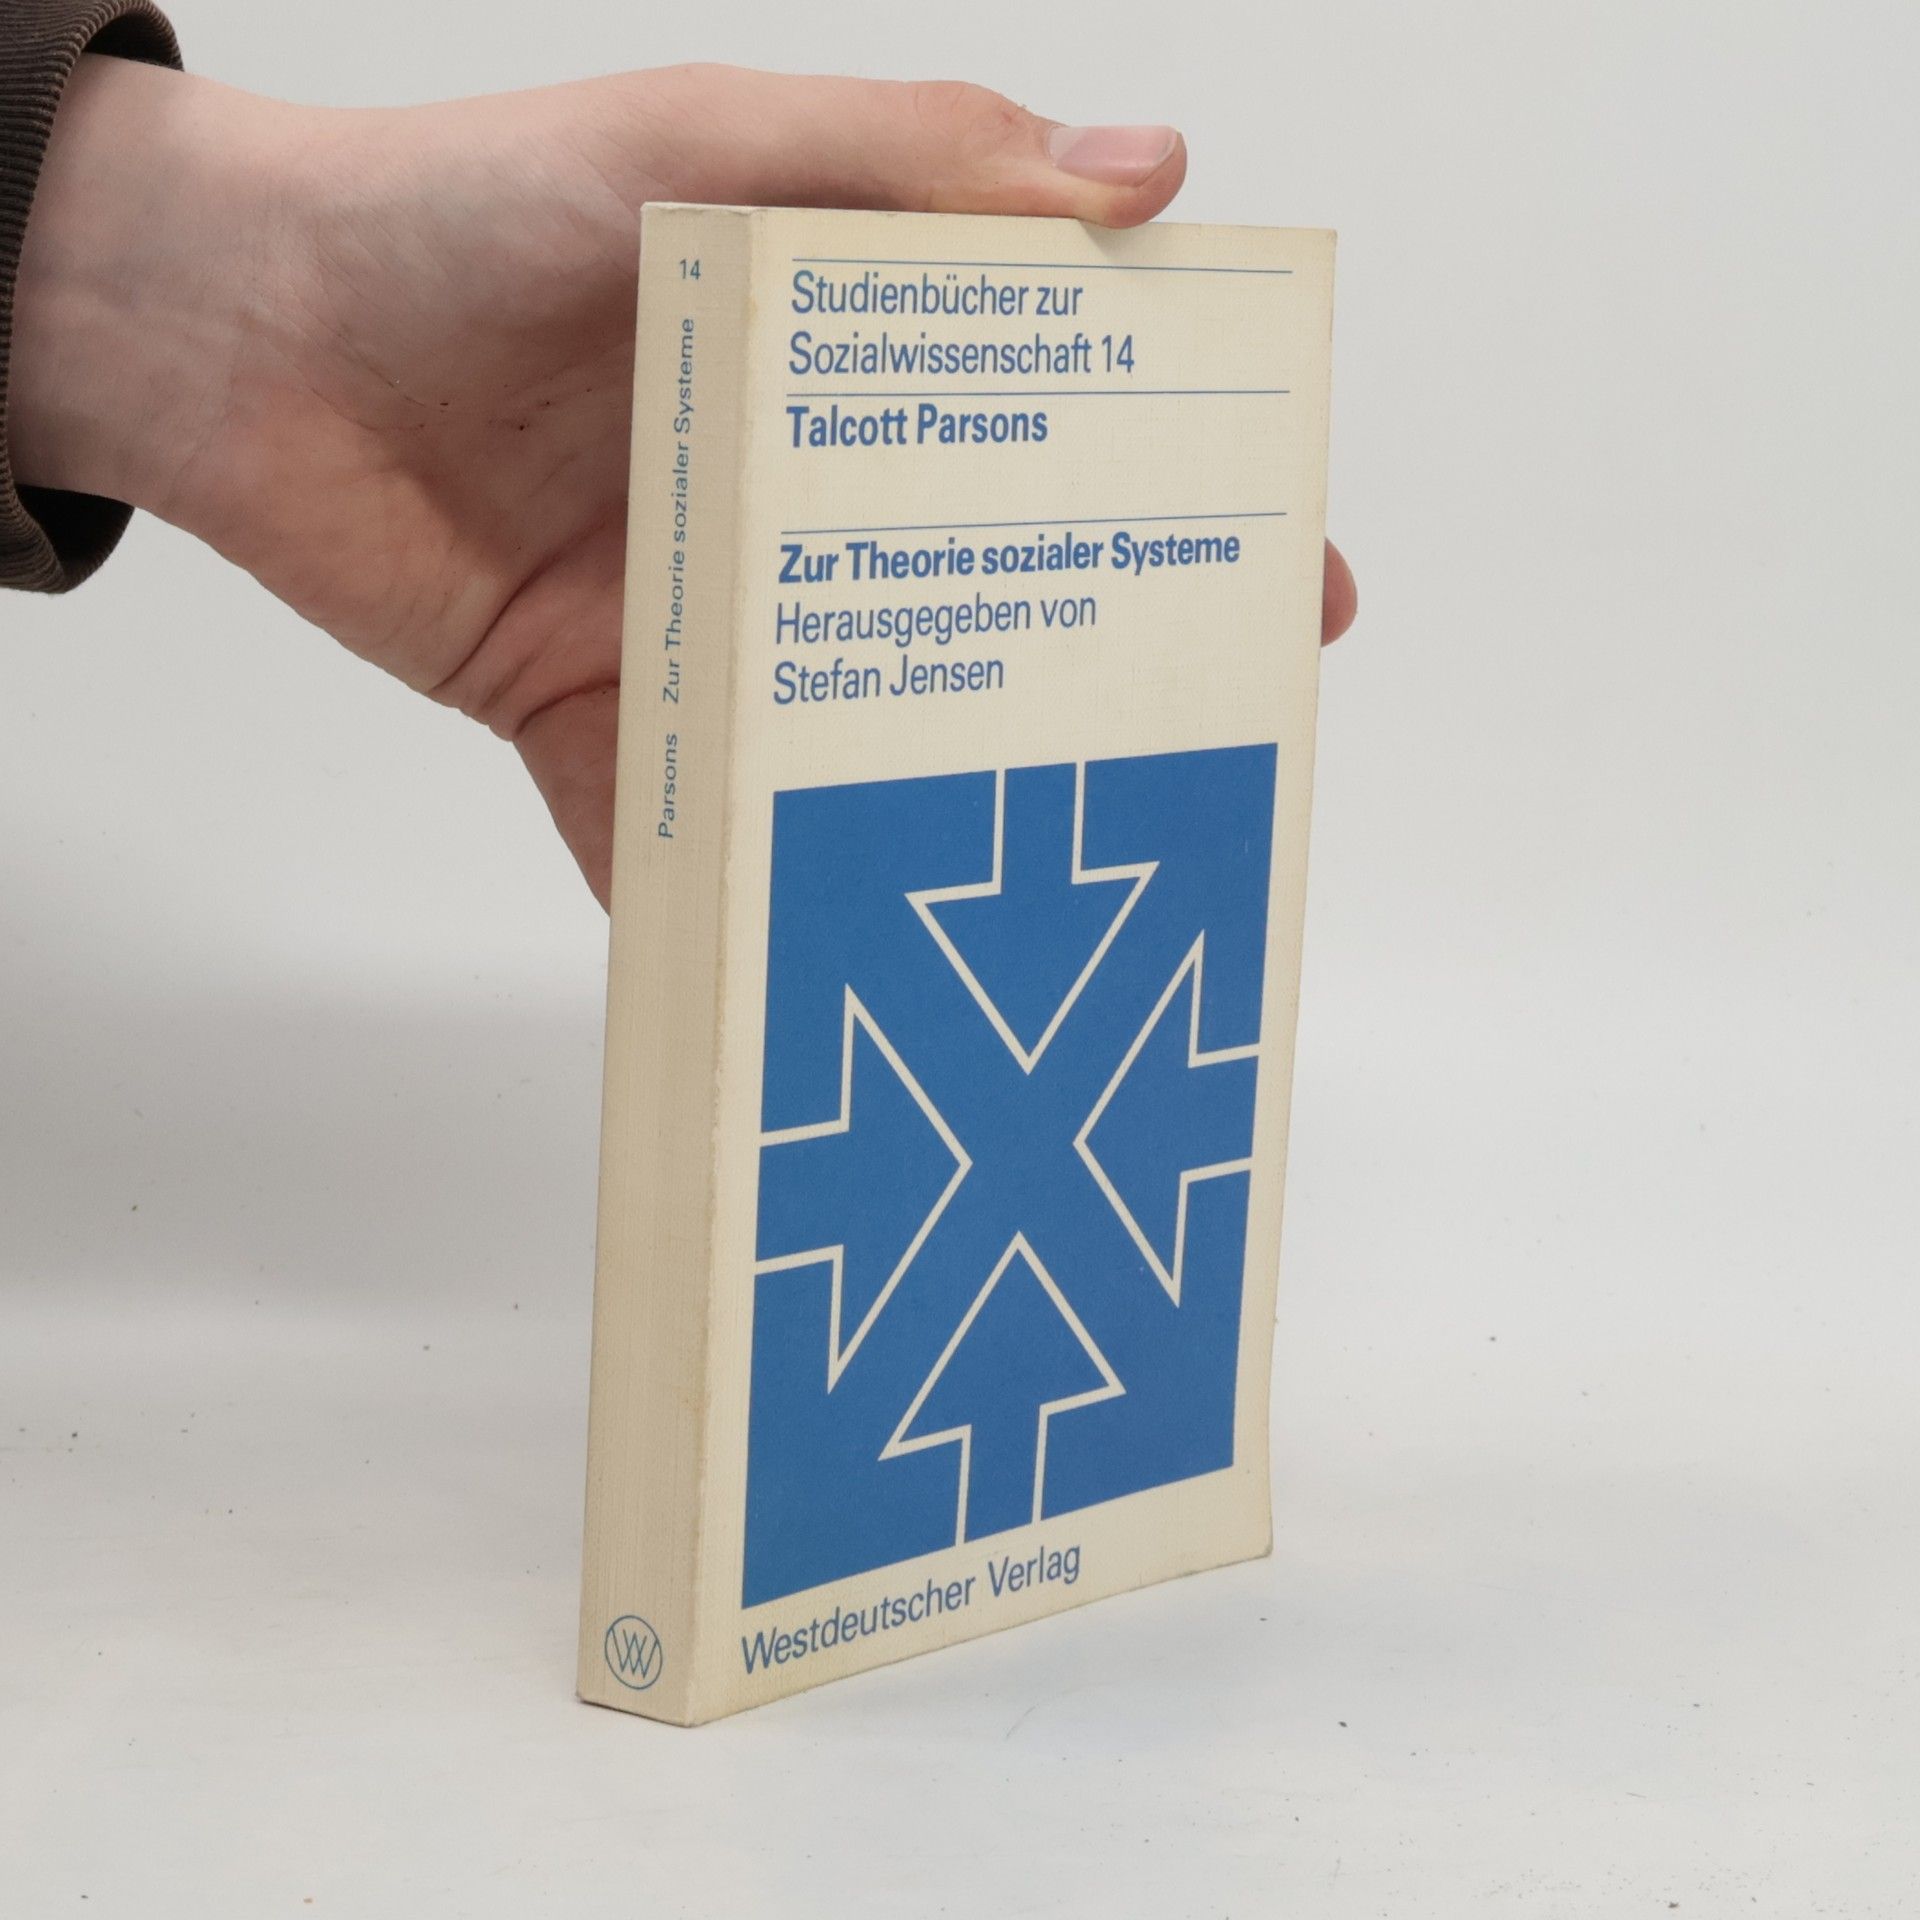 14
Parsons Zur Theorie sozialer Systeme
Studienbücher zur
Sozialwissenschaft 14
Talcott Parsons
Zur Theorie sozialer Systeme
Herausgegeben von
Stefan Jensen
Westdeutscher Verlag
W